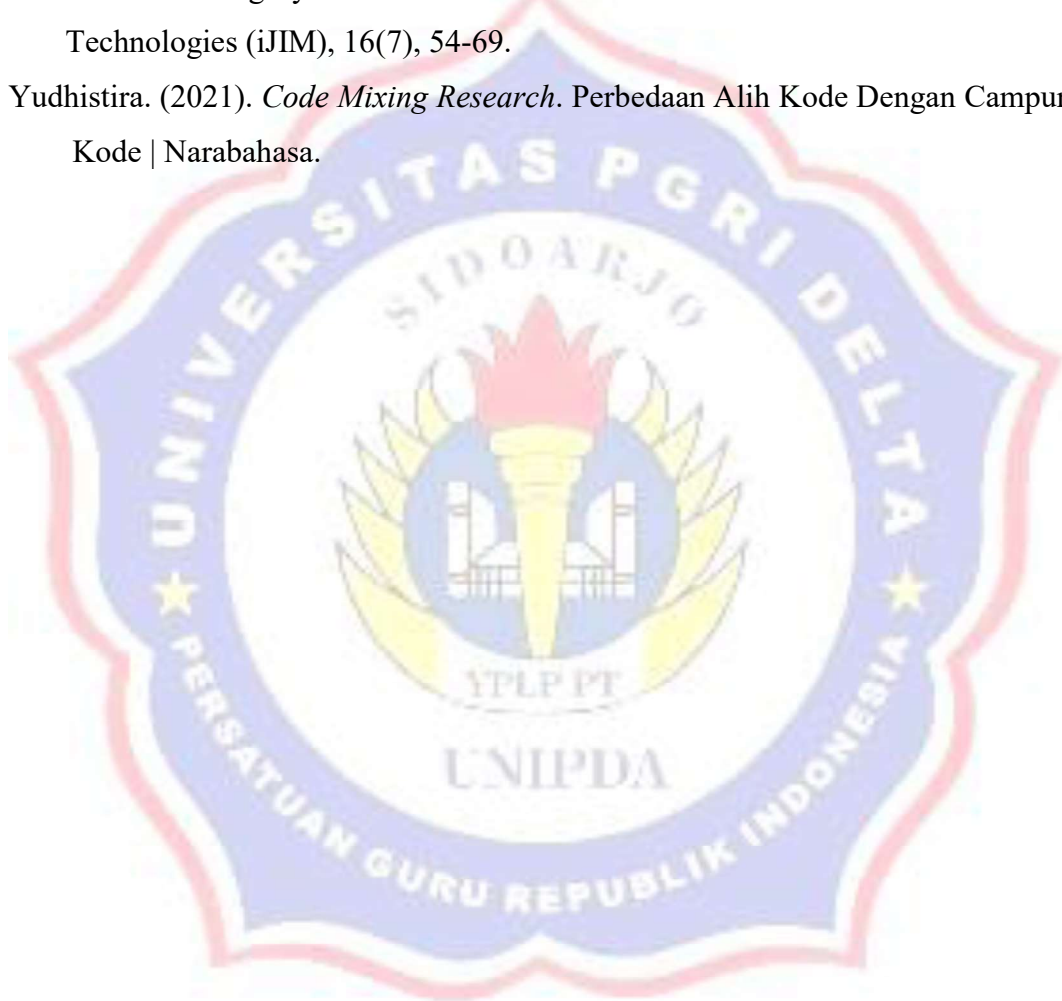 Technologies (iJIM), 16(7), 54-69.
Yudhistira. (2021). Code Mixing Research. Perbedaan Alih Kode Dengan Campur
Kode | Narabahasa.
UNIVERSITAS PGRI DELTA
SIDOARJO
YPLP PT
UNIPDA
PERSATUAN GURU REPUBLIK INDONESIA